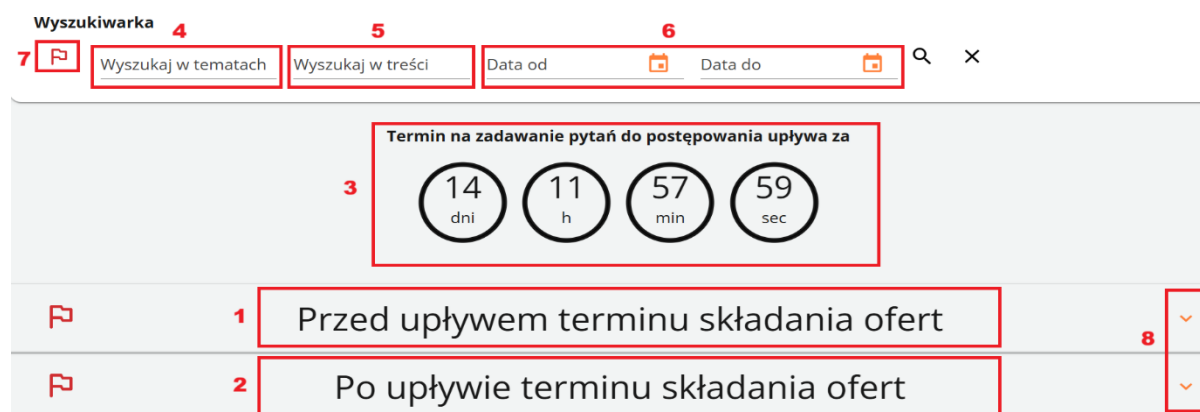 Wyszukiwarka
4 5 6
7 Wyszukaj w tematach Wyszukaj w treści Data od Data do
Termin na zadawanie pytań do postępowania upływa za
3 14 11 57 59
dni h min sec
1 Przed upływem terminu składania ofert
8
2 Po upływie terminu składania ofert